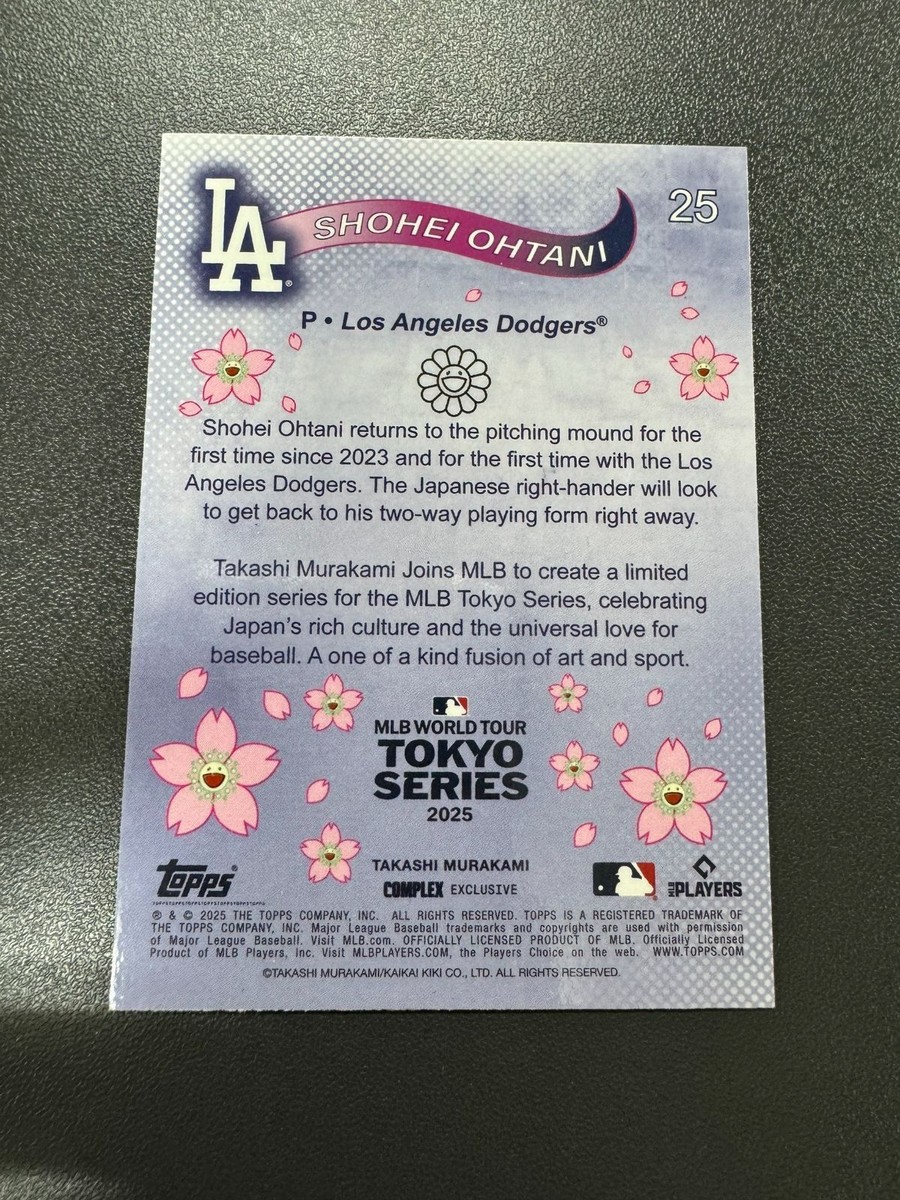 LA®
SHOHEI OHTANI
25
P • Los Angeles Dodgers®
Shohei Ohtani returns to the pitching mound for the
first time since 2023 and for the first time with the Los
Angeles Dodgers. The Japanese right-hander will look
to get back to his two-way playing form right away.
Takashi Murakami Joins MLB to create a limited
edition series for the MLB Tokyo Series, celebrating
Japan's rich culture and the universal love for
baseball. A one of a kind fusion of art and sport.
MLB WORLD TOUR
TOKYO
SERIES
2025
topps®
TAKASHI MURAKAMI
COMPLEX EXCLUSIVE
MLB PLAYERS
® & © 2025 THE TOPPS COMPANY, INC. ALL RIGHTS RESERVED. TOPPS IS A REGISTERED TRADEMARK OF
THE TOPPS COMPANY, INC. Major League Baseball trademarks and copyrights are used with permission
of Major League Baseball. Visit MLB.com. OFFICIALLY LICENSED PRODUCT OF MLB. Officially Licensed
Product of MLB Players, Inc. Visit MLBPLAYERS.COM, the Players Choice on the web. WWW.TOPPS.COM
©TAKASHI MURAKAMI/KAIKAI KIKI CO., LTD. ALL RIGHTS RESERVED.